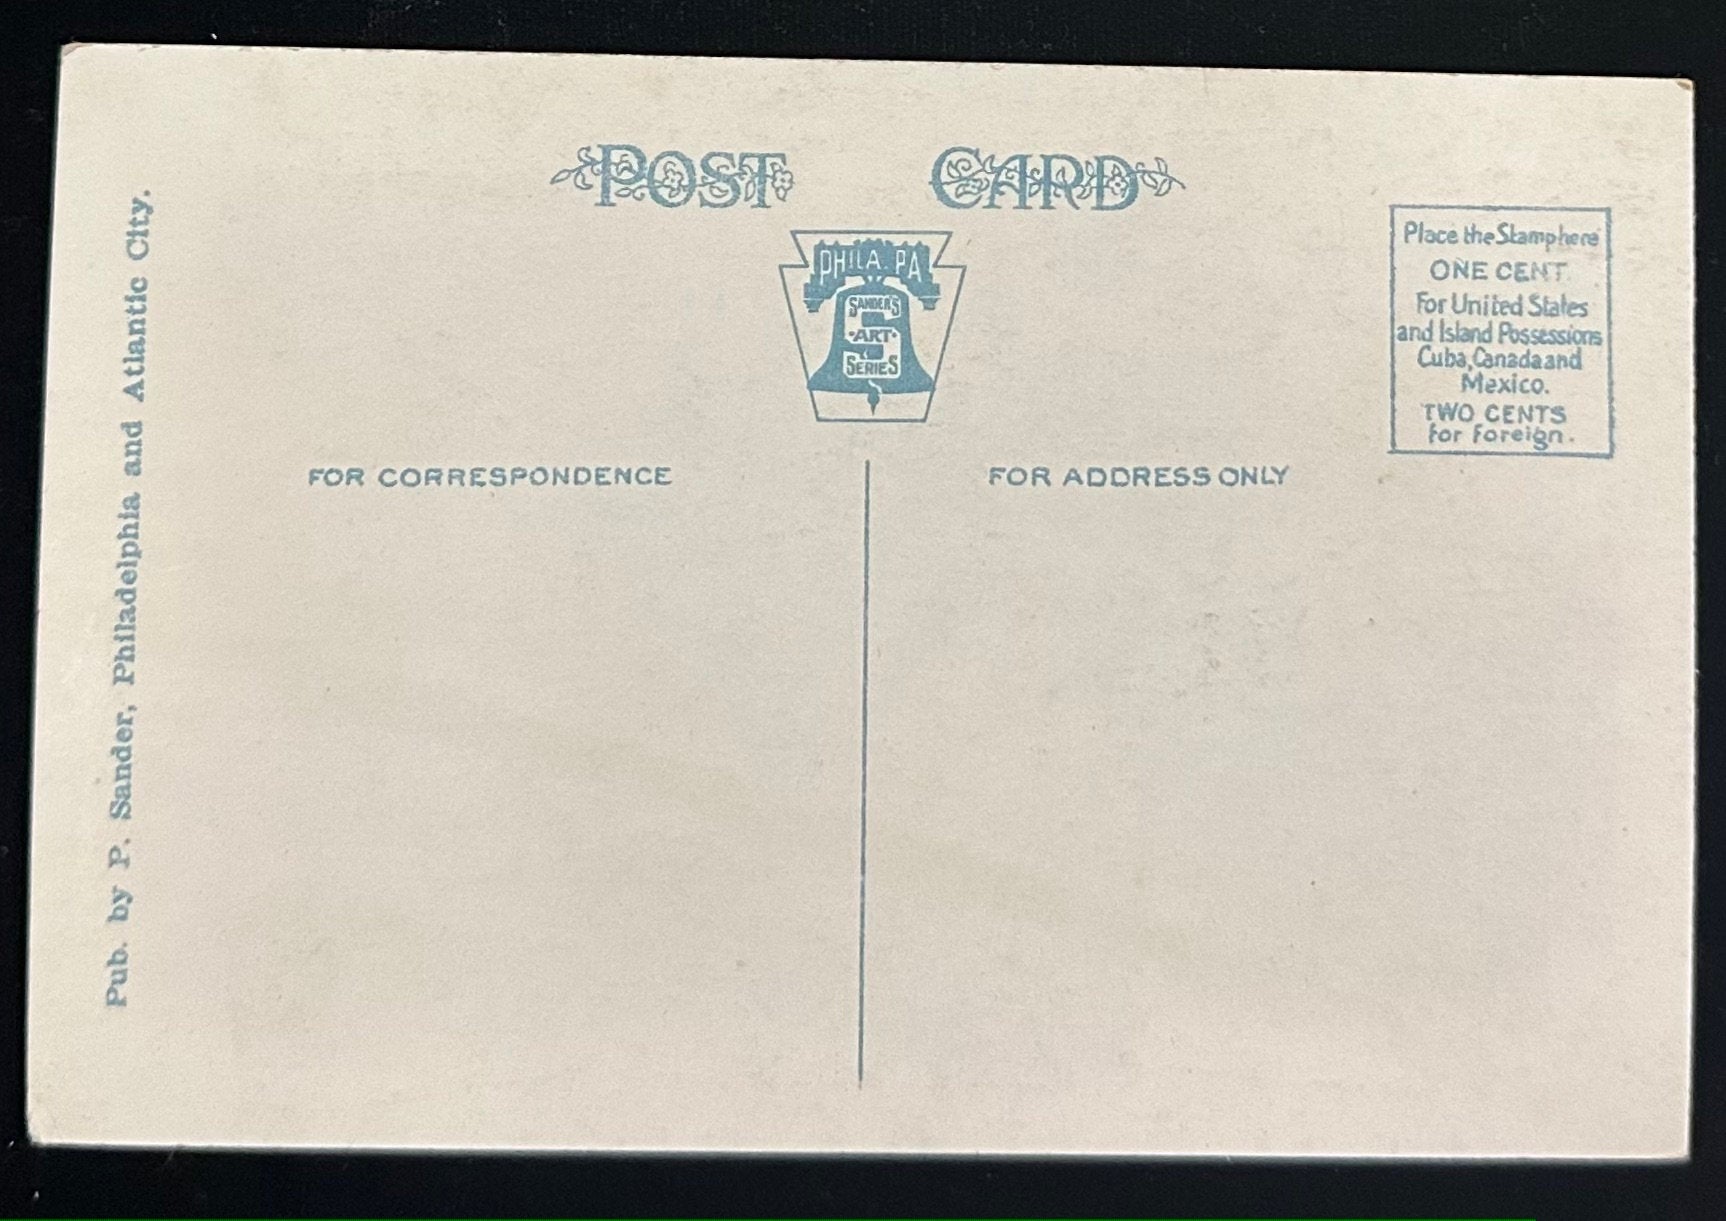 POST CARD
PHILA. PA
SANDER'S
S
·ART·
SERIES
Place the Stamp here
ONE CENT.
For United States
and Island Possessions
Cuba, Canada and
Mexico.
TWO CENTS
for foreign.
FOR CORRESPONDENCE
FOR ADDRESS ONLY
Pub. by P. Sander, Philadelphia and Atlantic City.